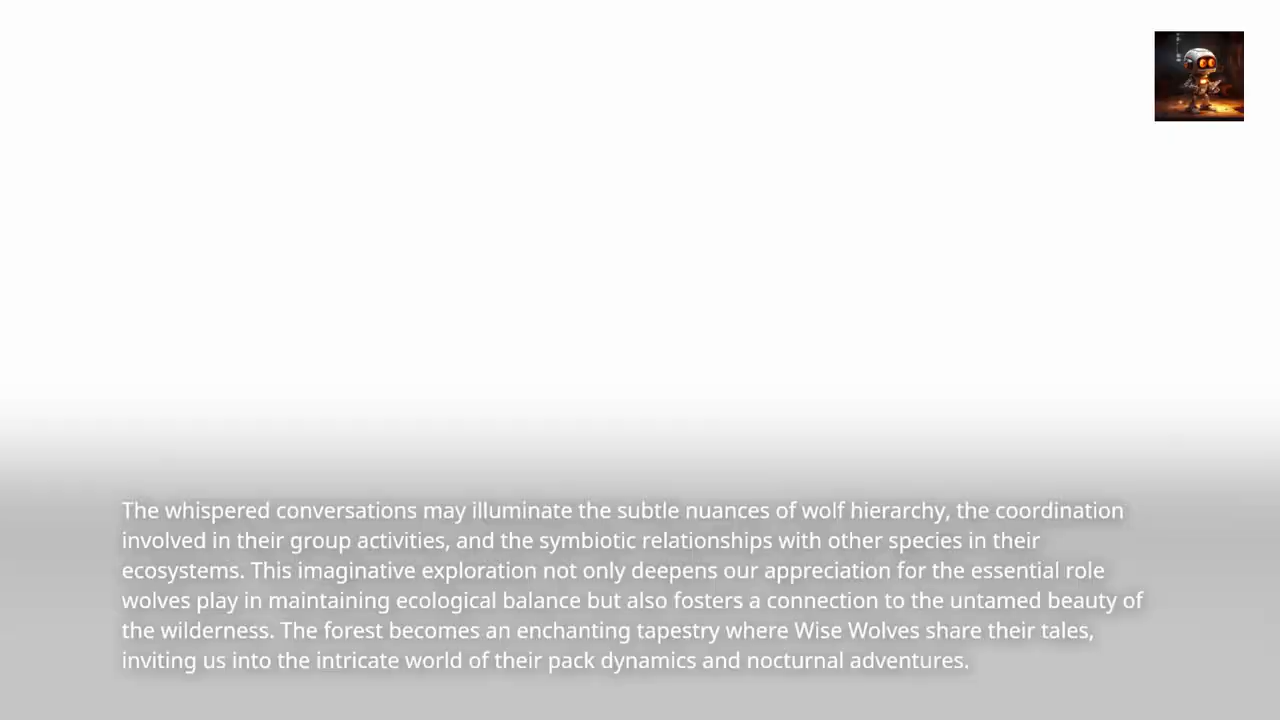 The whispered conversations may illuminate the subtle nuances of wolf hierarchy, the coordination
involved in their group activities, and the symbiotic relationships with other species in their
ecosystems. This imaginative exploration not only deepens our appreciation for the essential role
wolves play in maintaining ecological balance but also fosters a connection to the untamed beauty of
the wilderness. The forest becomes an enchanting tapestry where Wise Wolves share their tales,
inviting us into the intricate world of their pack dynamics and nocturnal adventures.